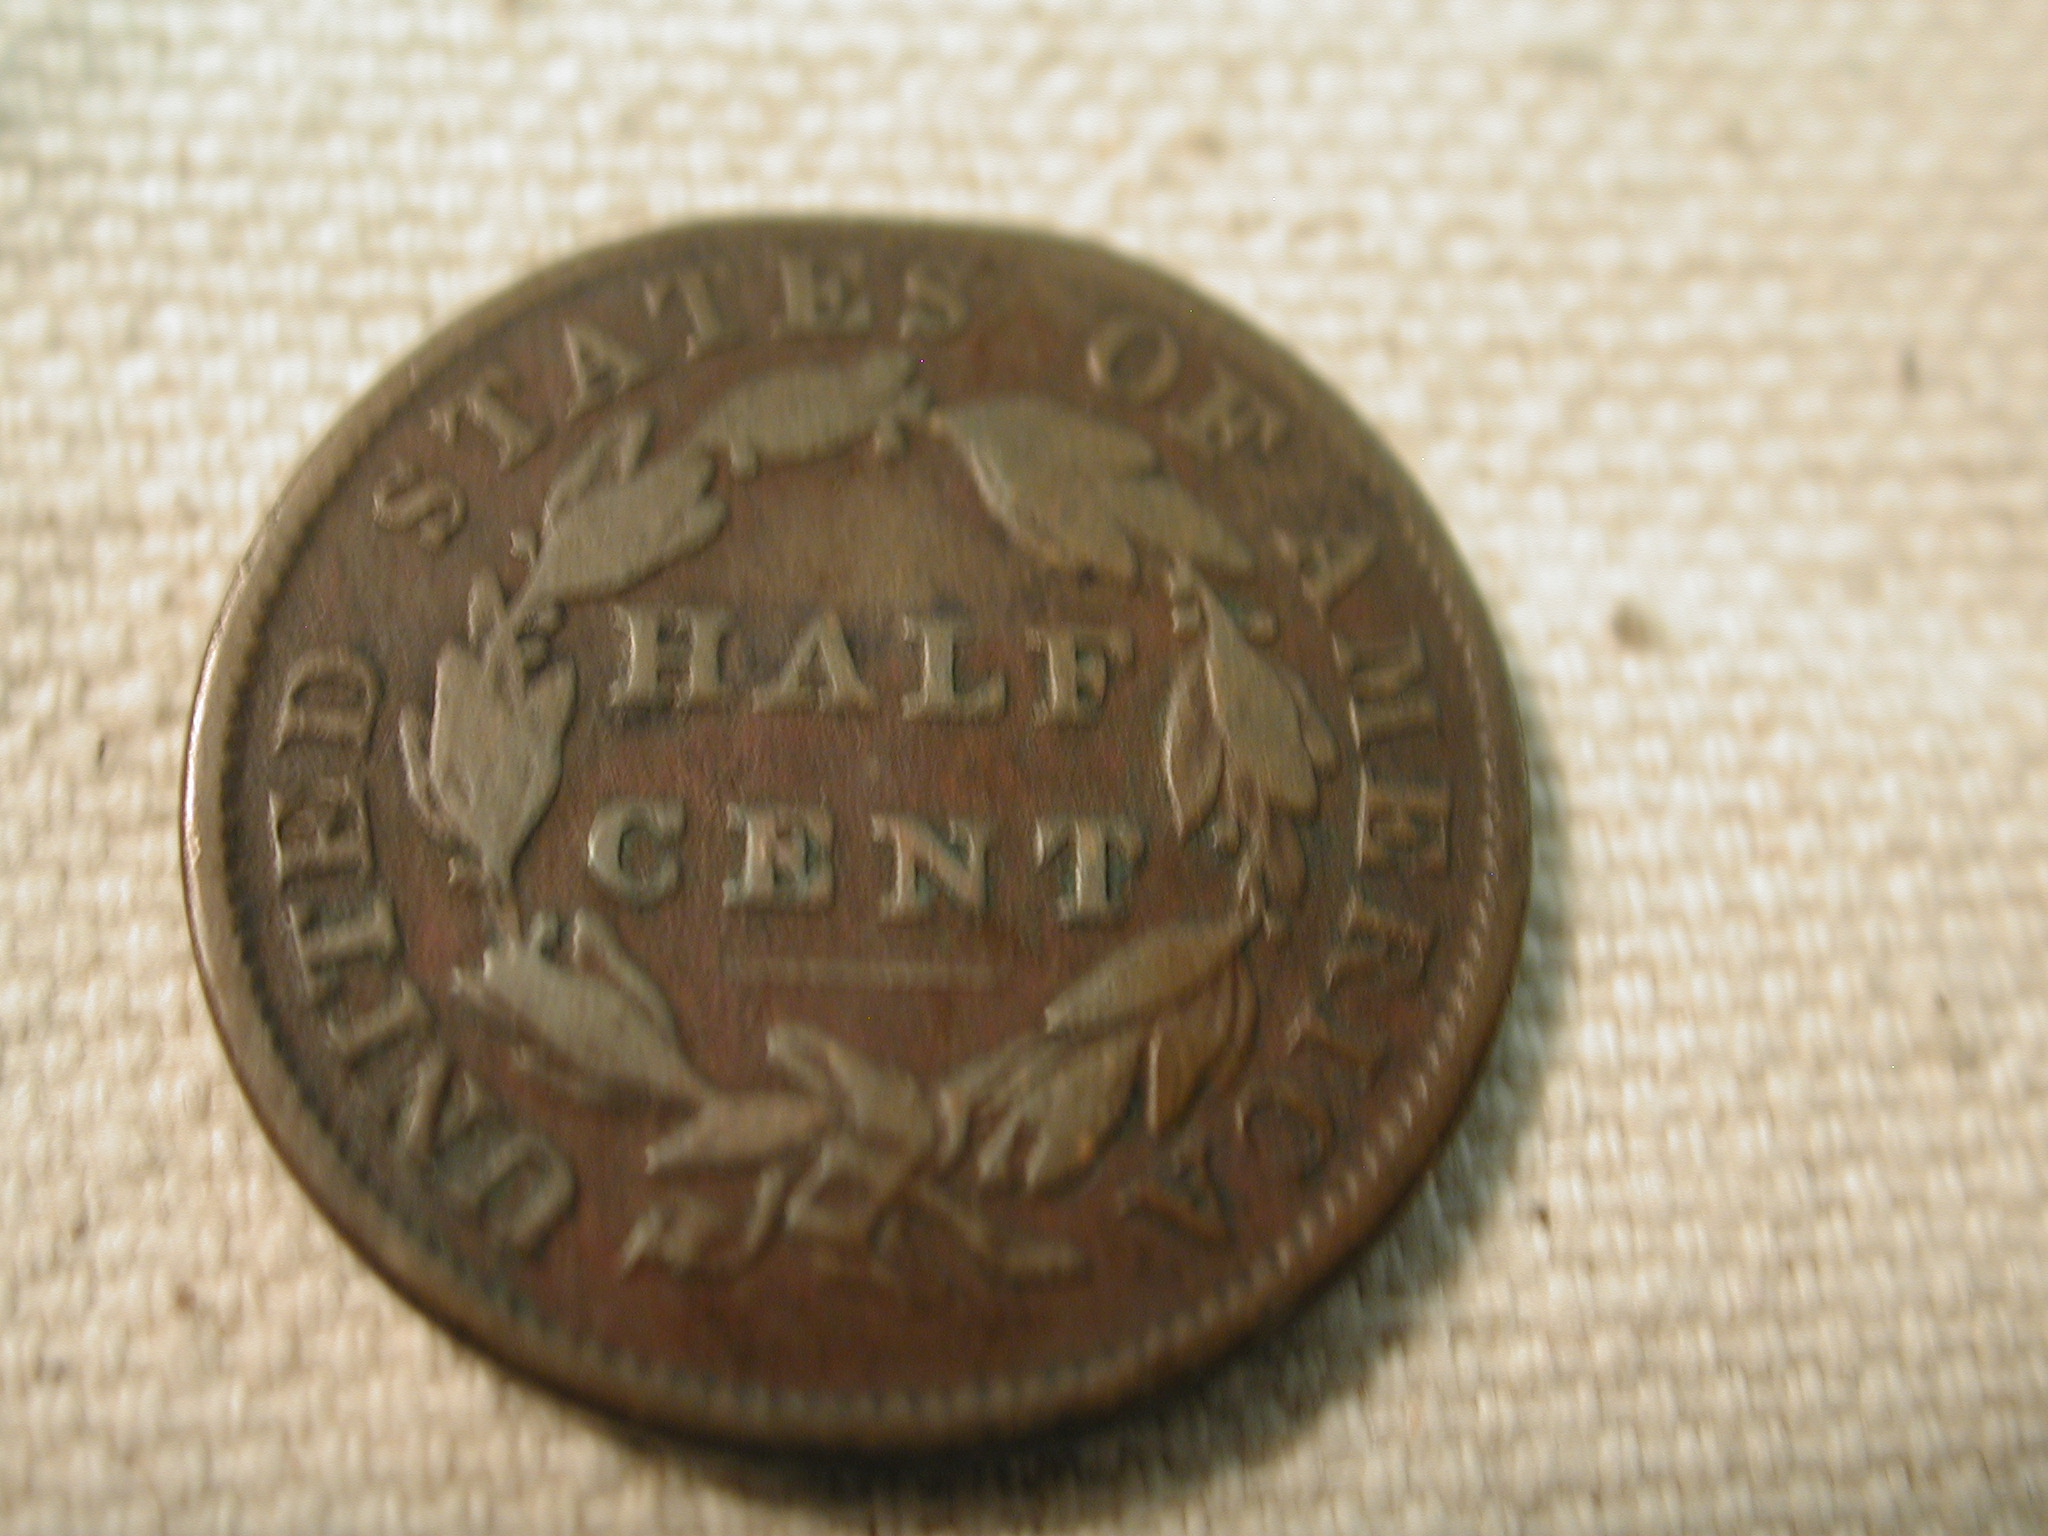 UNITED STATES OF AMERICA
HALF
CENT